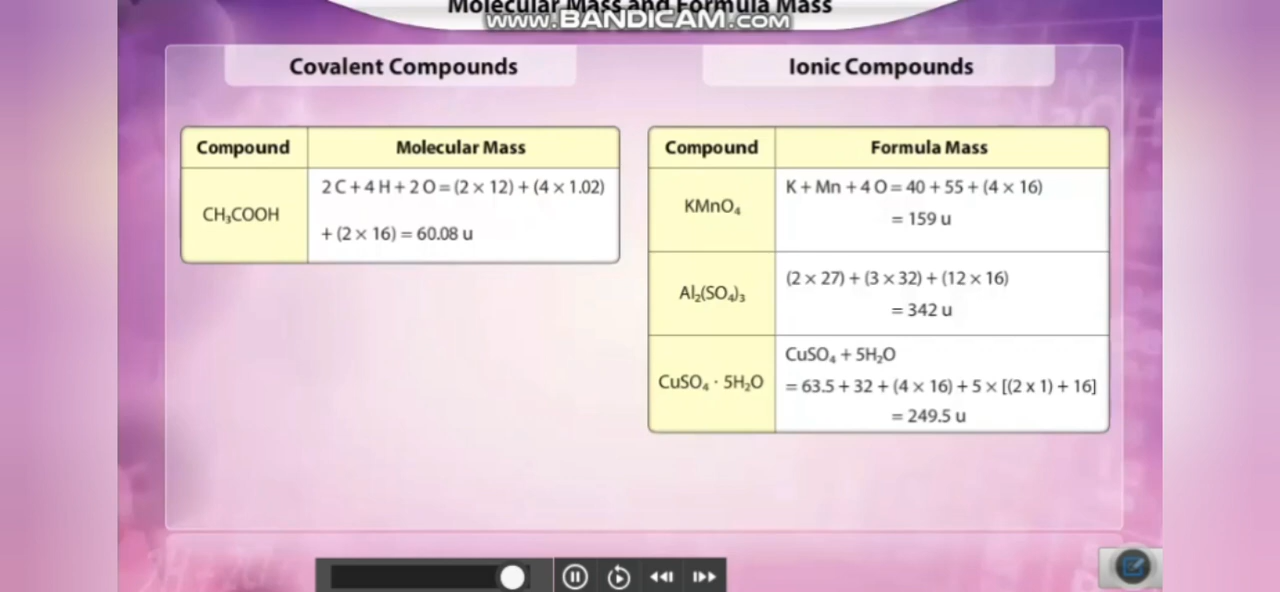 Molecular Mass and Formula Mass
www.BANDICAM.com
Covalent Compounds
Ionic Compounds
Compound
Molecular Mass
CH₃COOH
2 C + 4 H + 2 O = (2 × 12) + (4 × 1.02)
+ (2 × 16) = 60.08 u
Compound
Formula Mass
KMnO₄
K + Mn + 4 O = 40 + 55 + (4 × 16)
= 159 u
Al₂(SO₄)₃
(2 × 27) + (3 × 32) + (12 × 16)
= 342 u
CuSO₄ · 5H₂O
CuSO₄ + 5H₂O
= 63.5 + 32 + (4 × 16) + 5 × [(2 x 1) + 16]
= 249.5 u